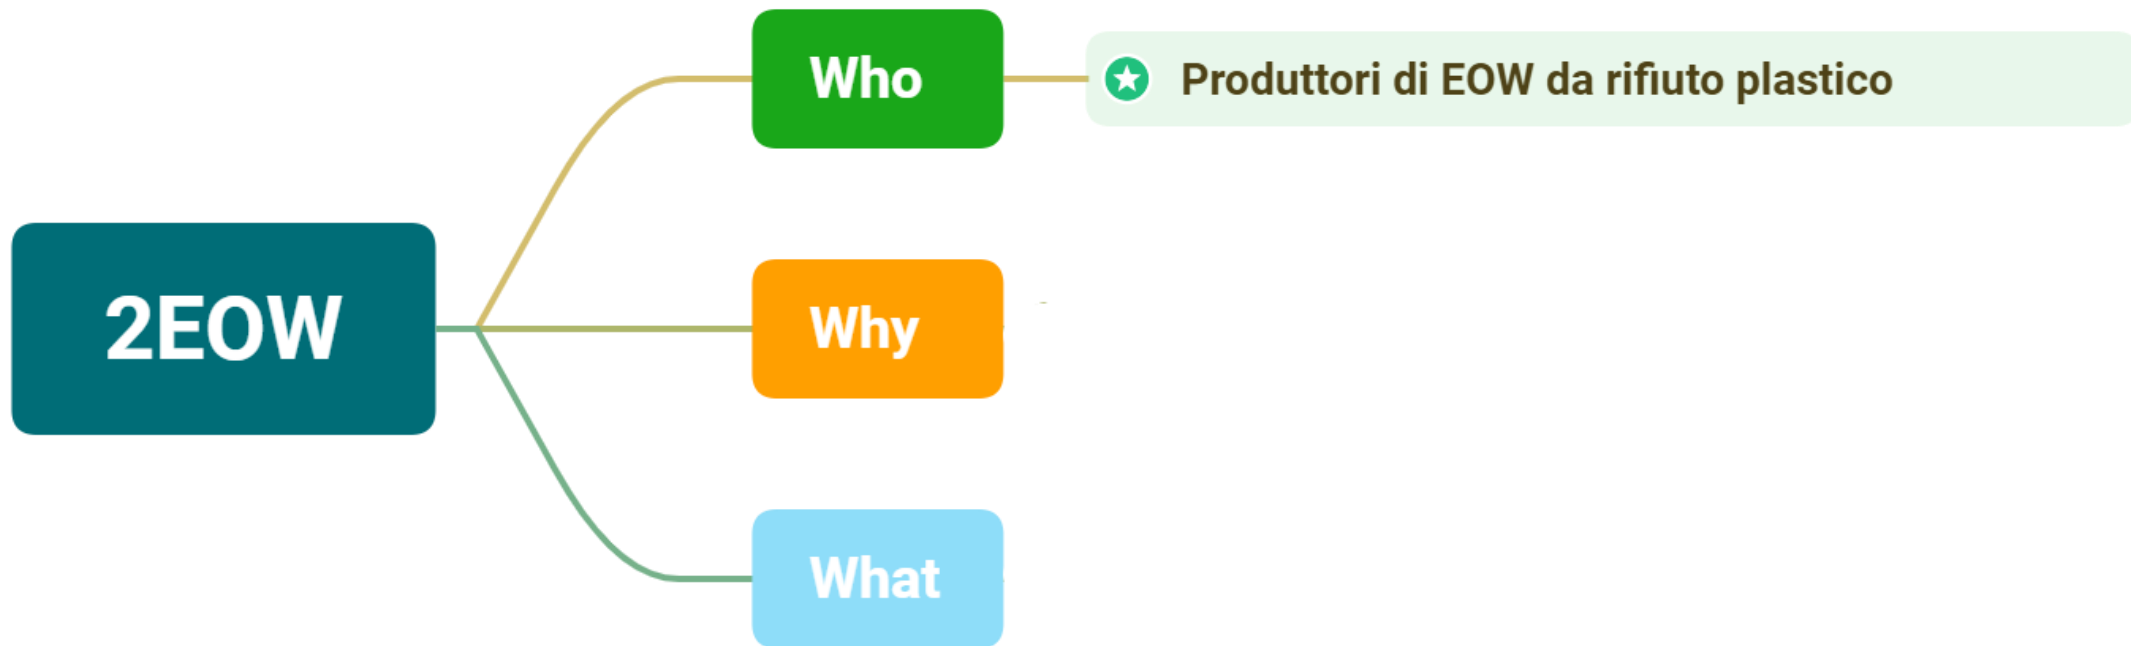 Who
Produttori di EOW da rifiuto plastico
2EOW
Why
What